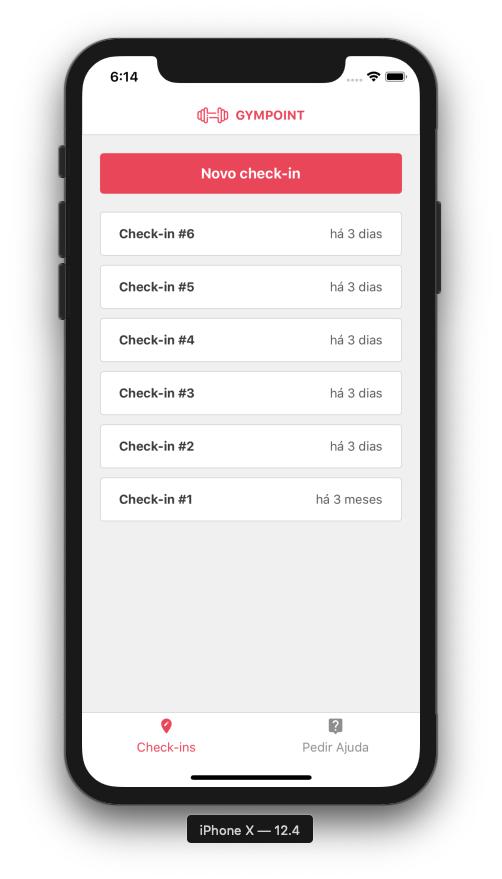 6:14
GYMPOINT
Novo check-in
Check-in #6 há 3 dias
Check-in #5 há 3 dias
Check-in #4 há 3 dias
Check-in #3 há 3 dias
Check-in #2 há 3 dias
Check-in #1 há 3 meses
Check-ins Pedir Ajuda
iPhone X — 12.4